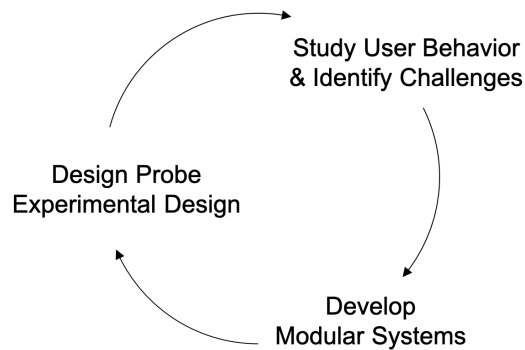 Study User Behavior
& Identify Challenges
Design Probe
Experimental Design
Develop
Modular Systems